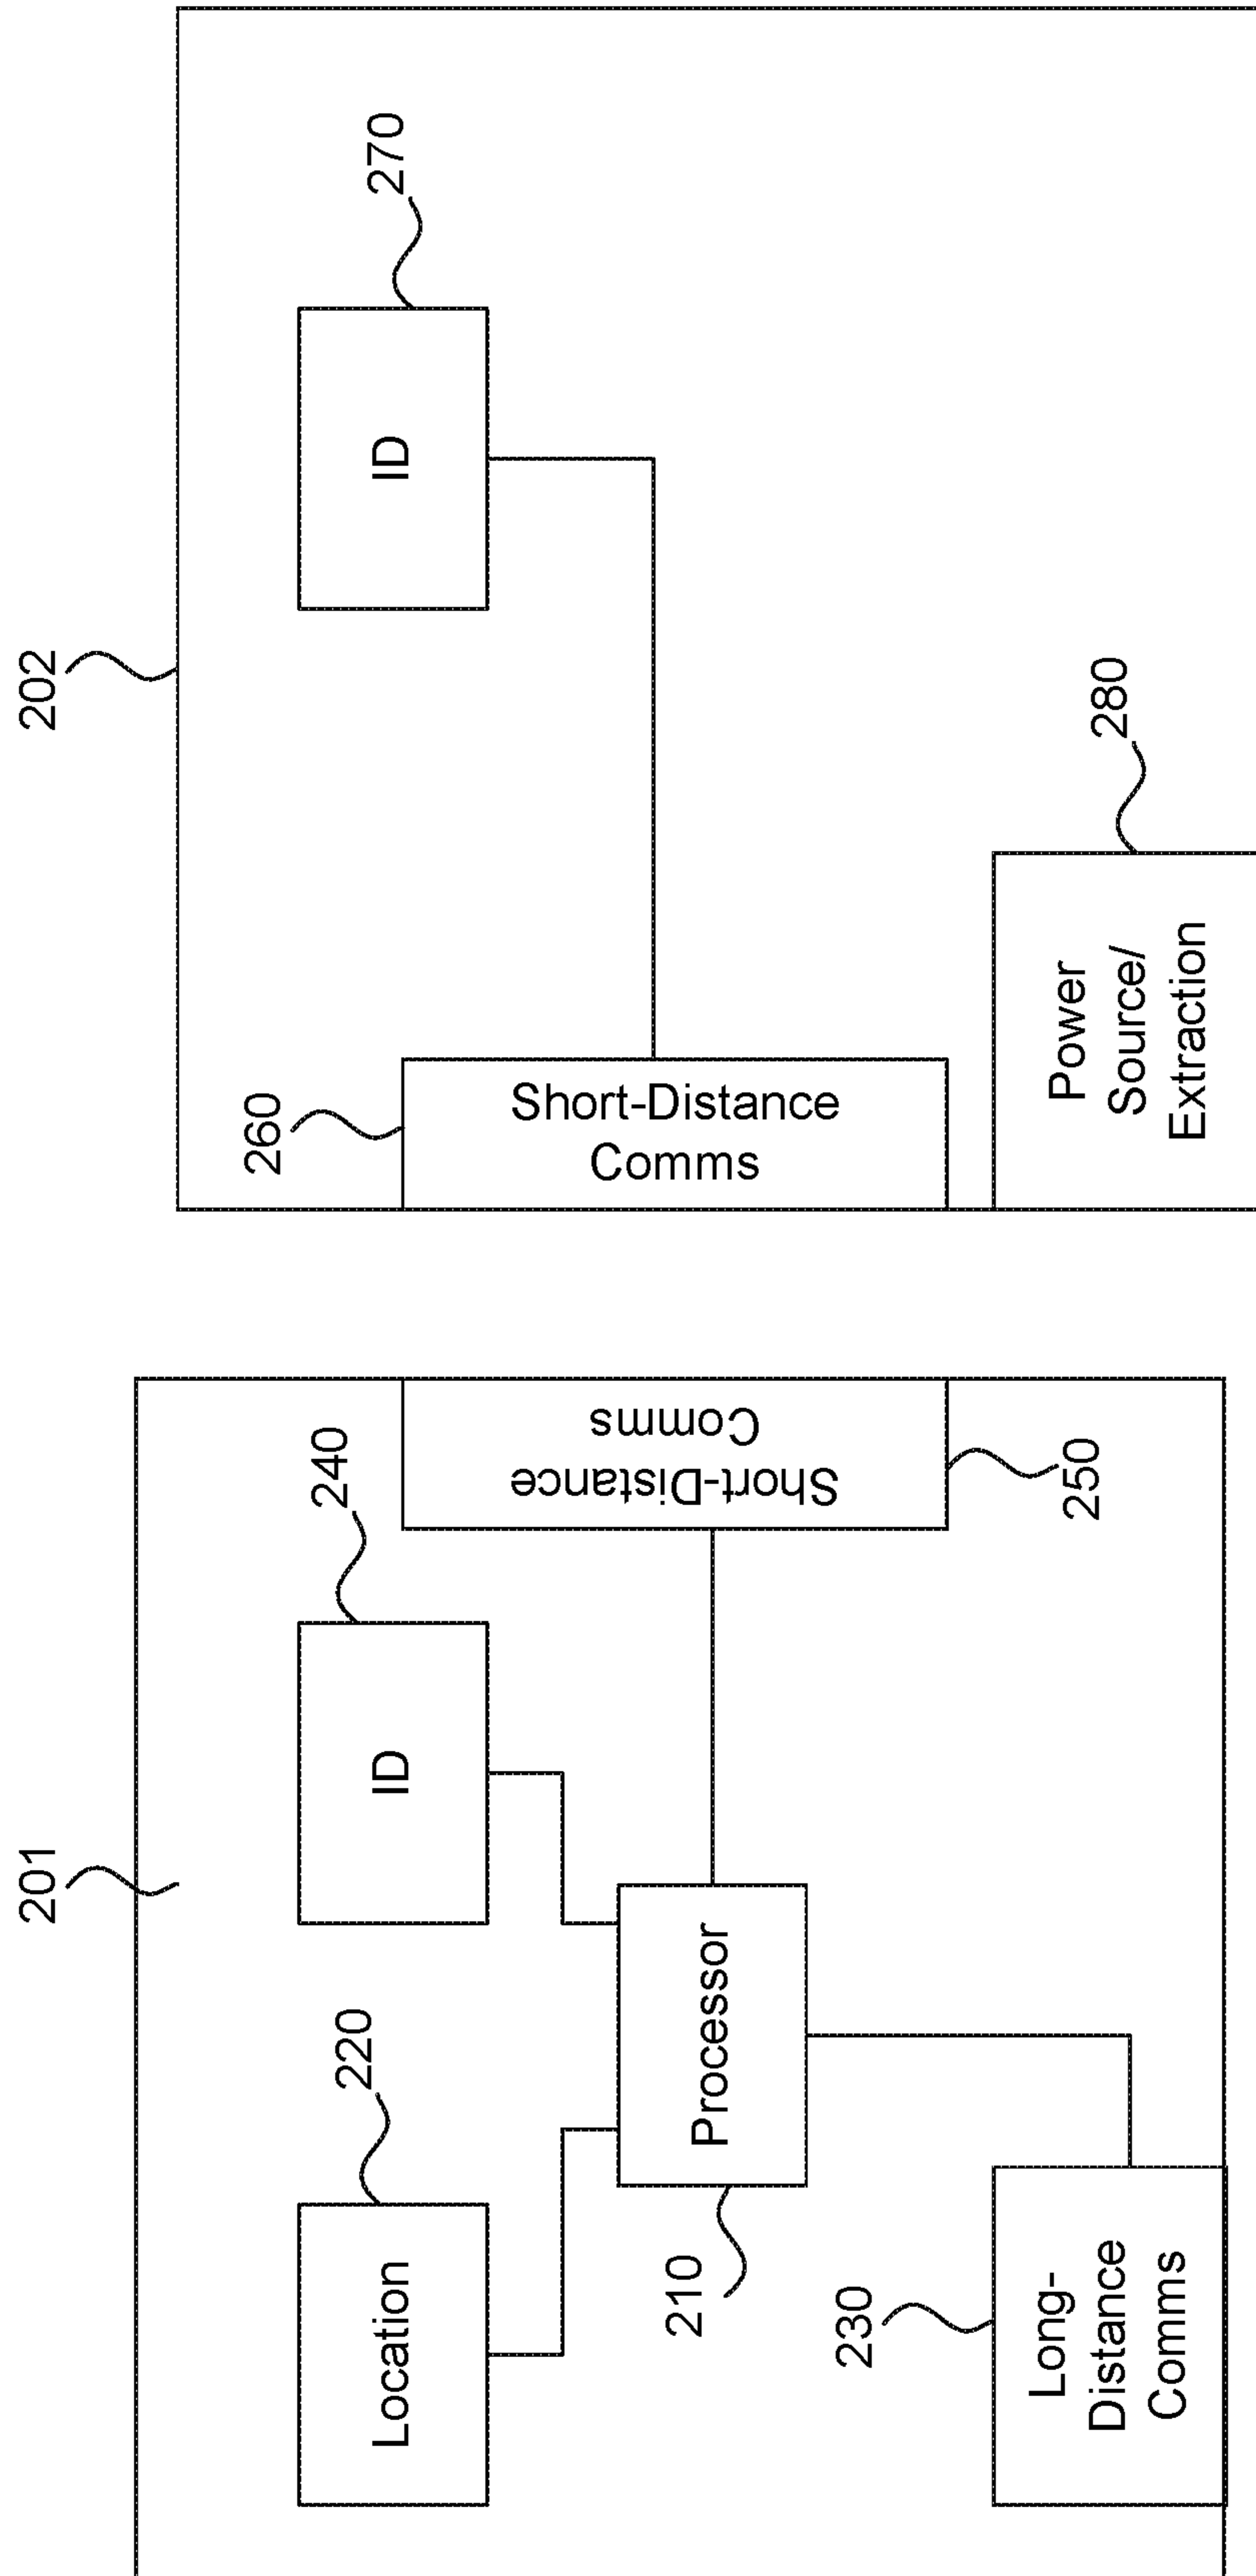 201
202
220
240
260
270
Location
ID
Short-Distance
Comms
ID
Short-Distance
Comms
Processor
210
250
230
Long-
Distance
Comms
Power
Source/
Extraction
280